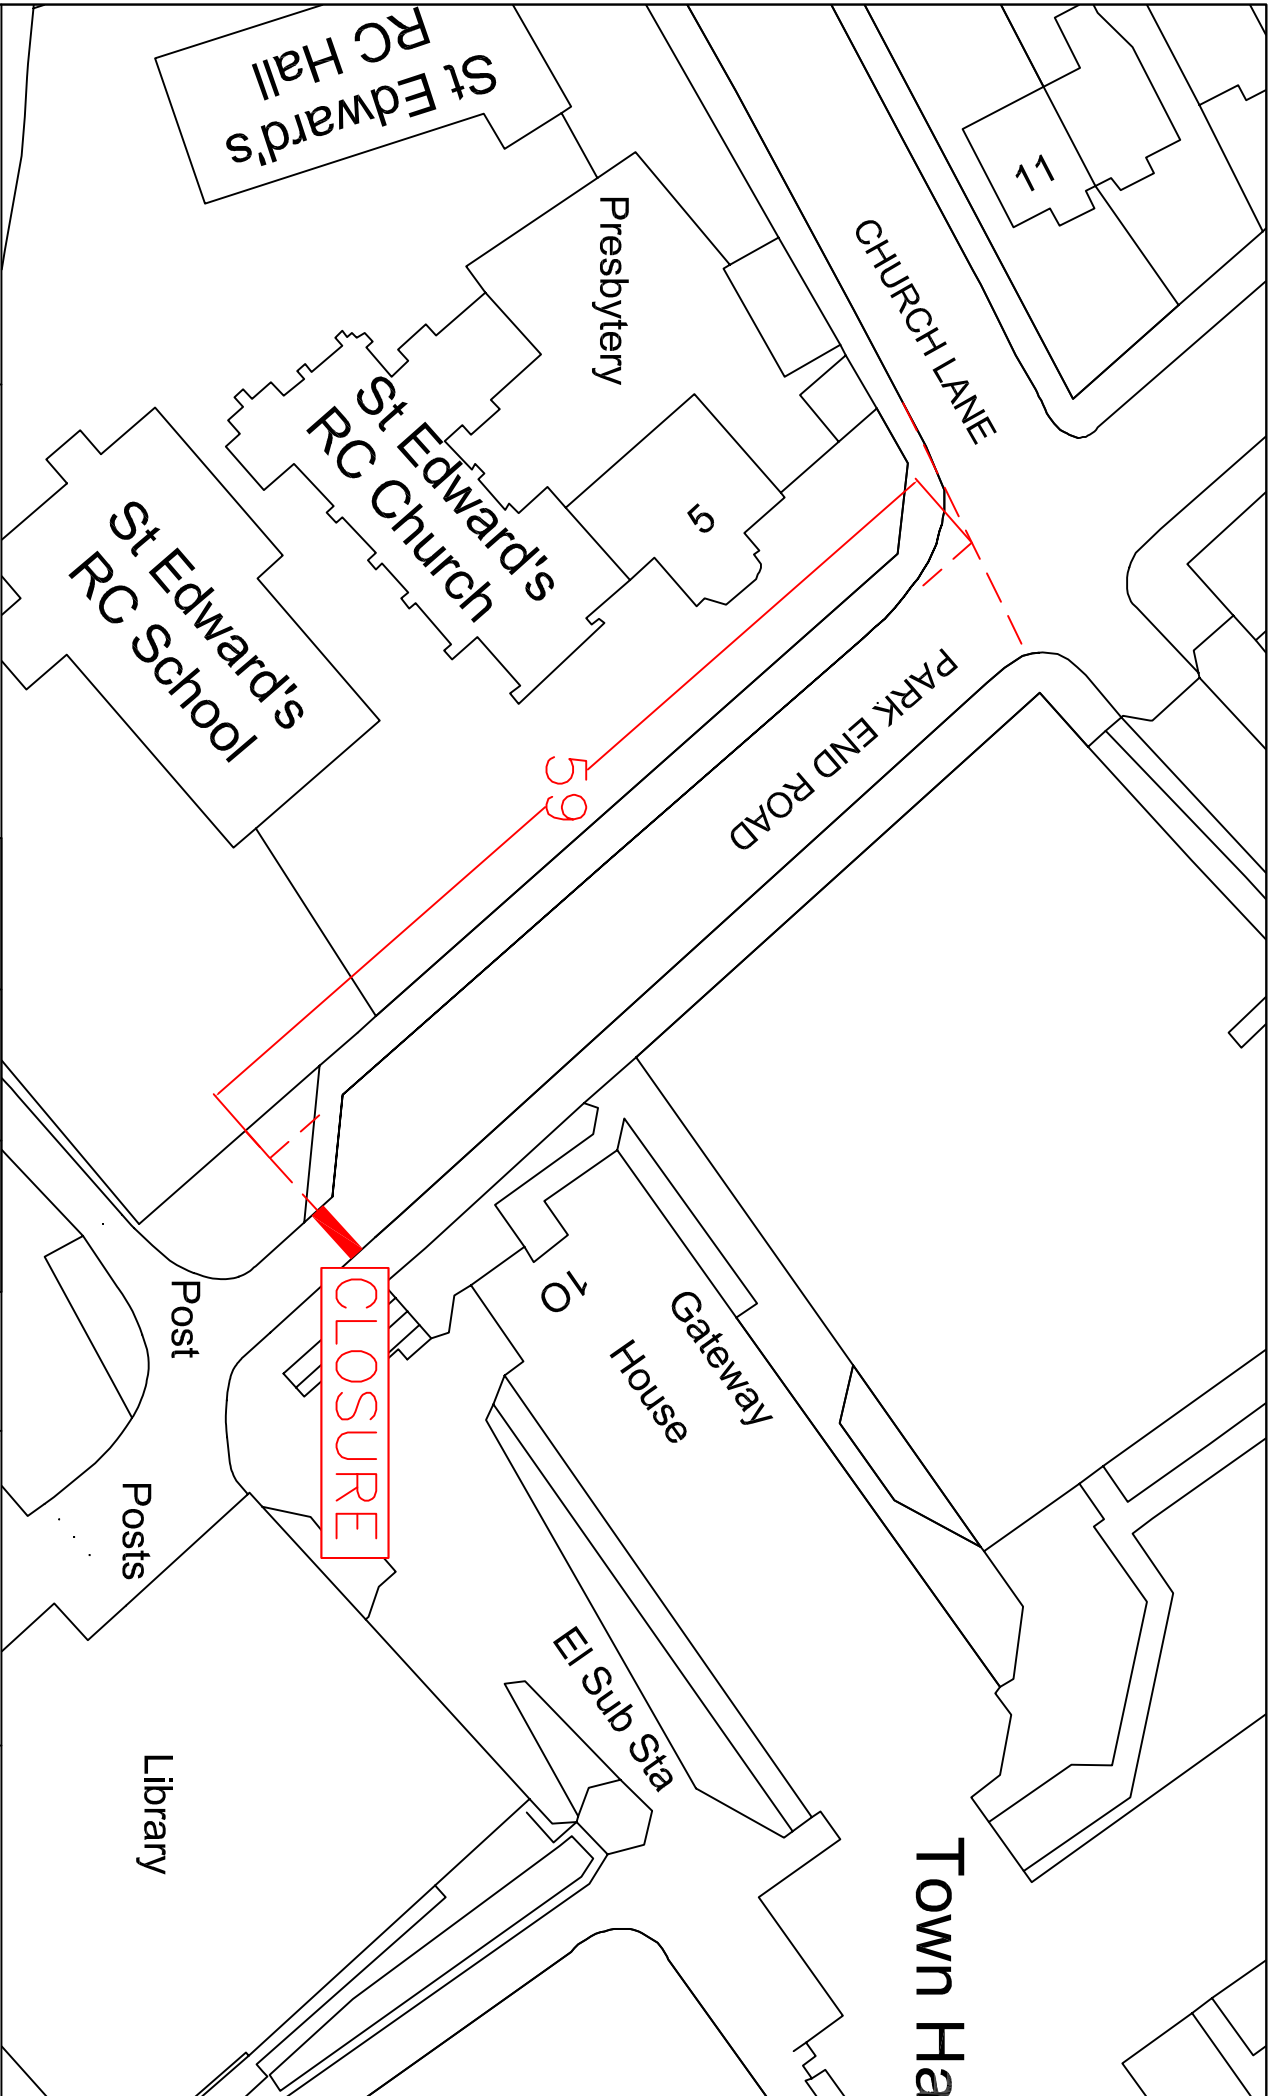 St Edward's
RC Hall
11
CHURCH LANE
Presbytery
St Edward's
RC Church
5
St Edward's
RC School
PARK END ROAD
59
Post
CLOSURE
10
Gateway
House
Posts
El Sub Sta
Library
Town Ha